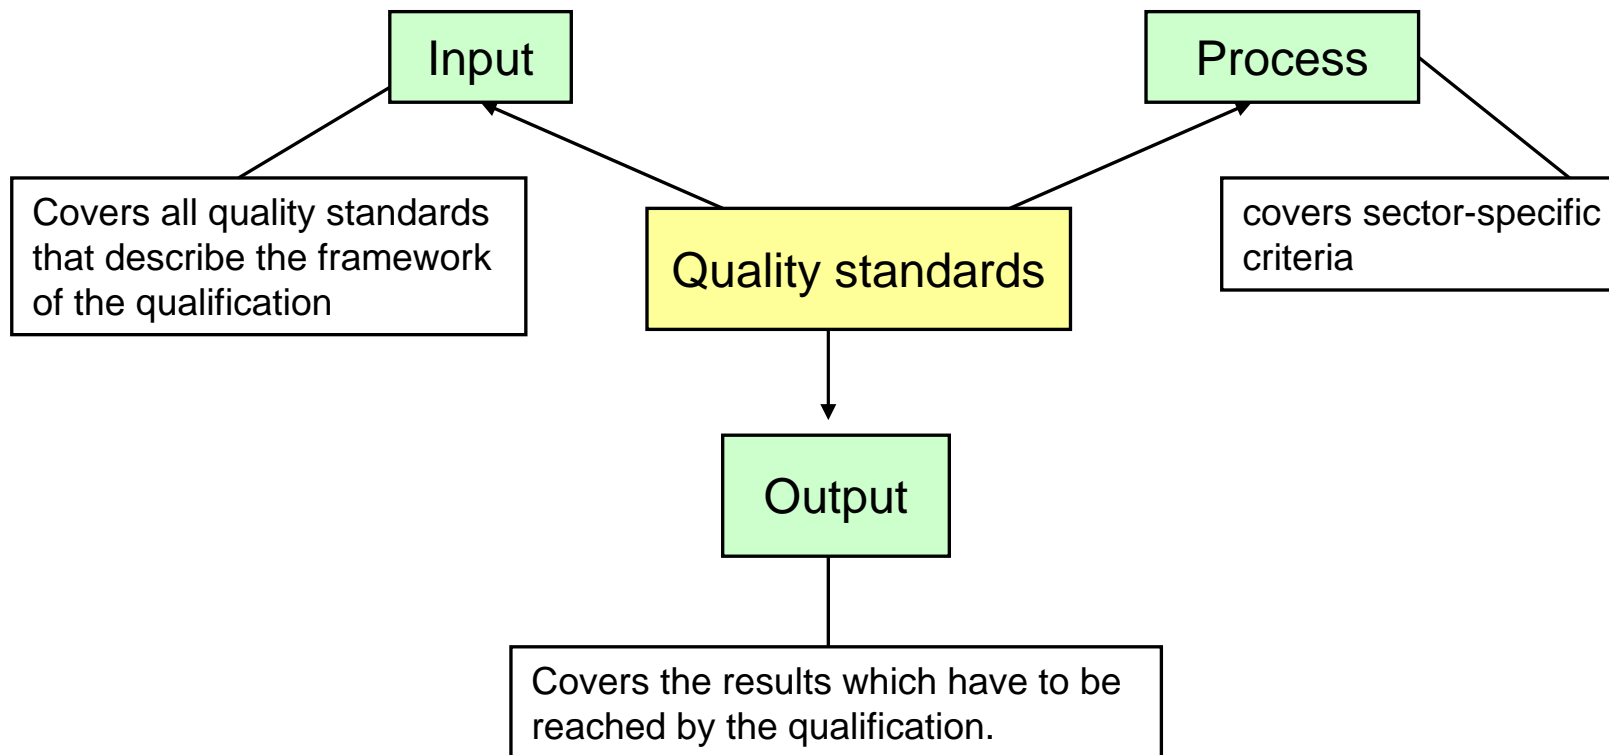 Input
Process
Covers all quality standards
that describe the framework
of the qualification
Quality standards
covers sector-specific
criteria
Output
Covers the results which have to be
reached by the qualification.